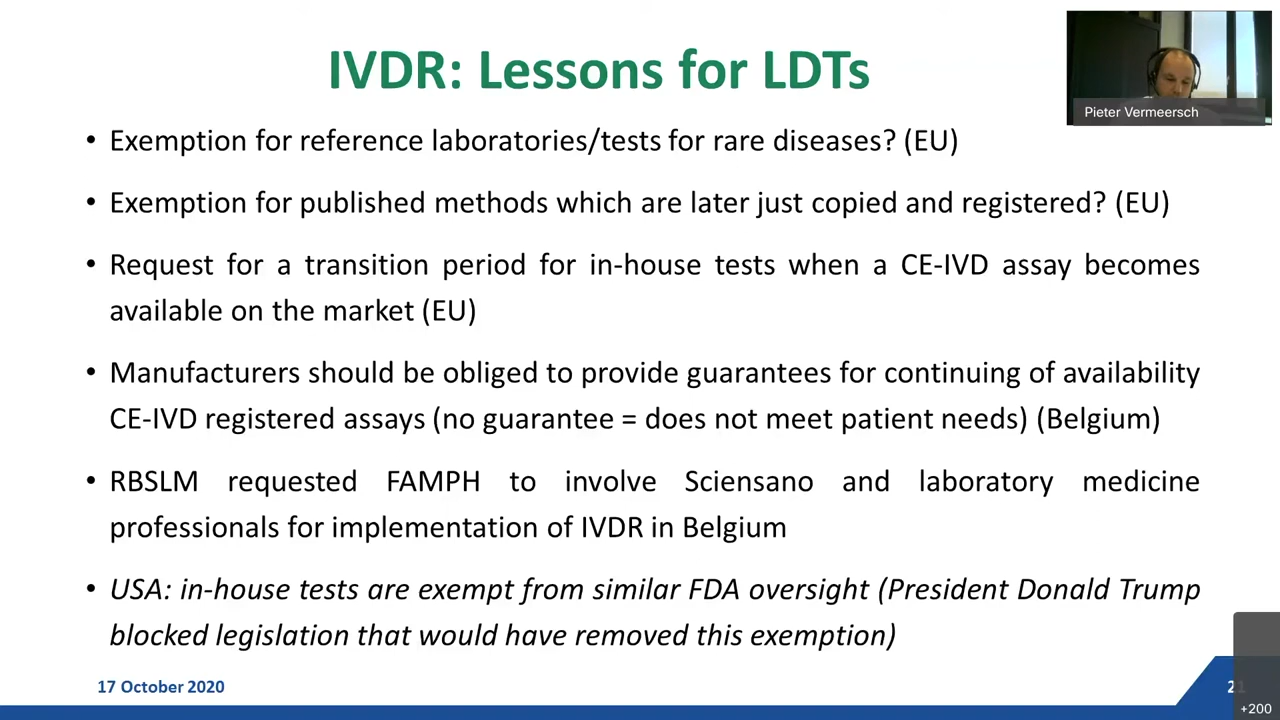 IVDR: Lessons for LDTs
Pieter Vermeersch
• Exemption for reference laboratories/tests for rare diseases? (EU)
• Exemption for published methods which are later just copied and registered? (EU)
• Request for a transition period for in-house tests when a CE-IVD assay becomes
available on the market (EU)
• Manufacturers should be obliged to provide guarantees for continuing of availability
CE-IVD registered assays (no guarantee = does not meet patient needs) (Belgium)
• RBSLM requested FAMPH to involve Sciensano and laboratory medicine
professionals for implementation of IVDR in Belgium
• USA: in-house tests are exempt from similar FDA oversight (President Donald Trump
blocked legislation that would have removed this exemption)
17 October 2020
+200